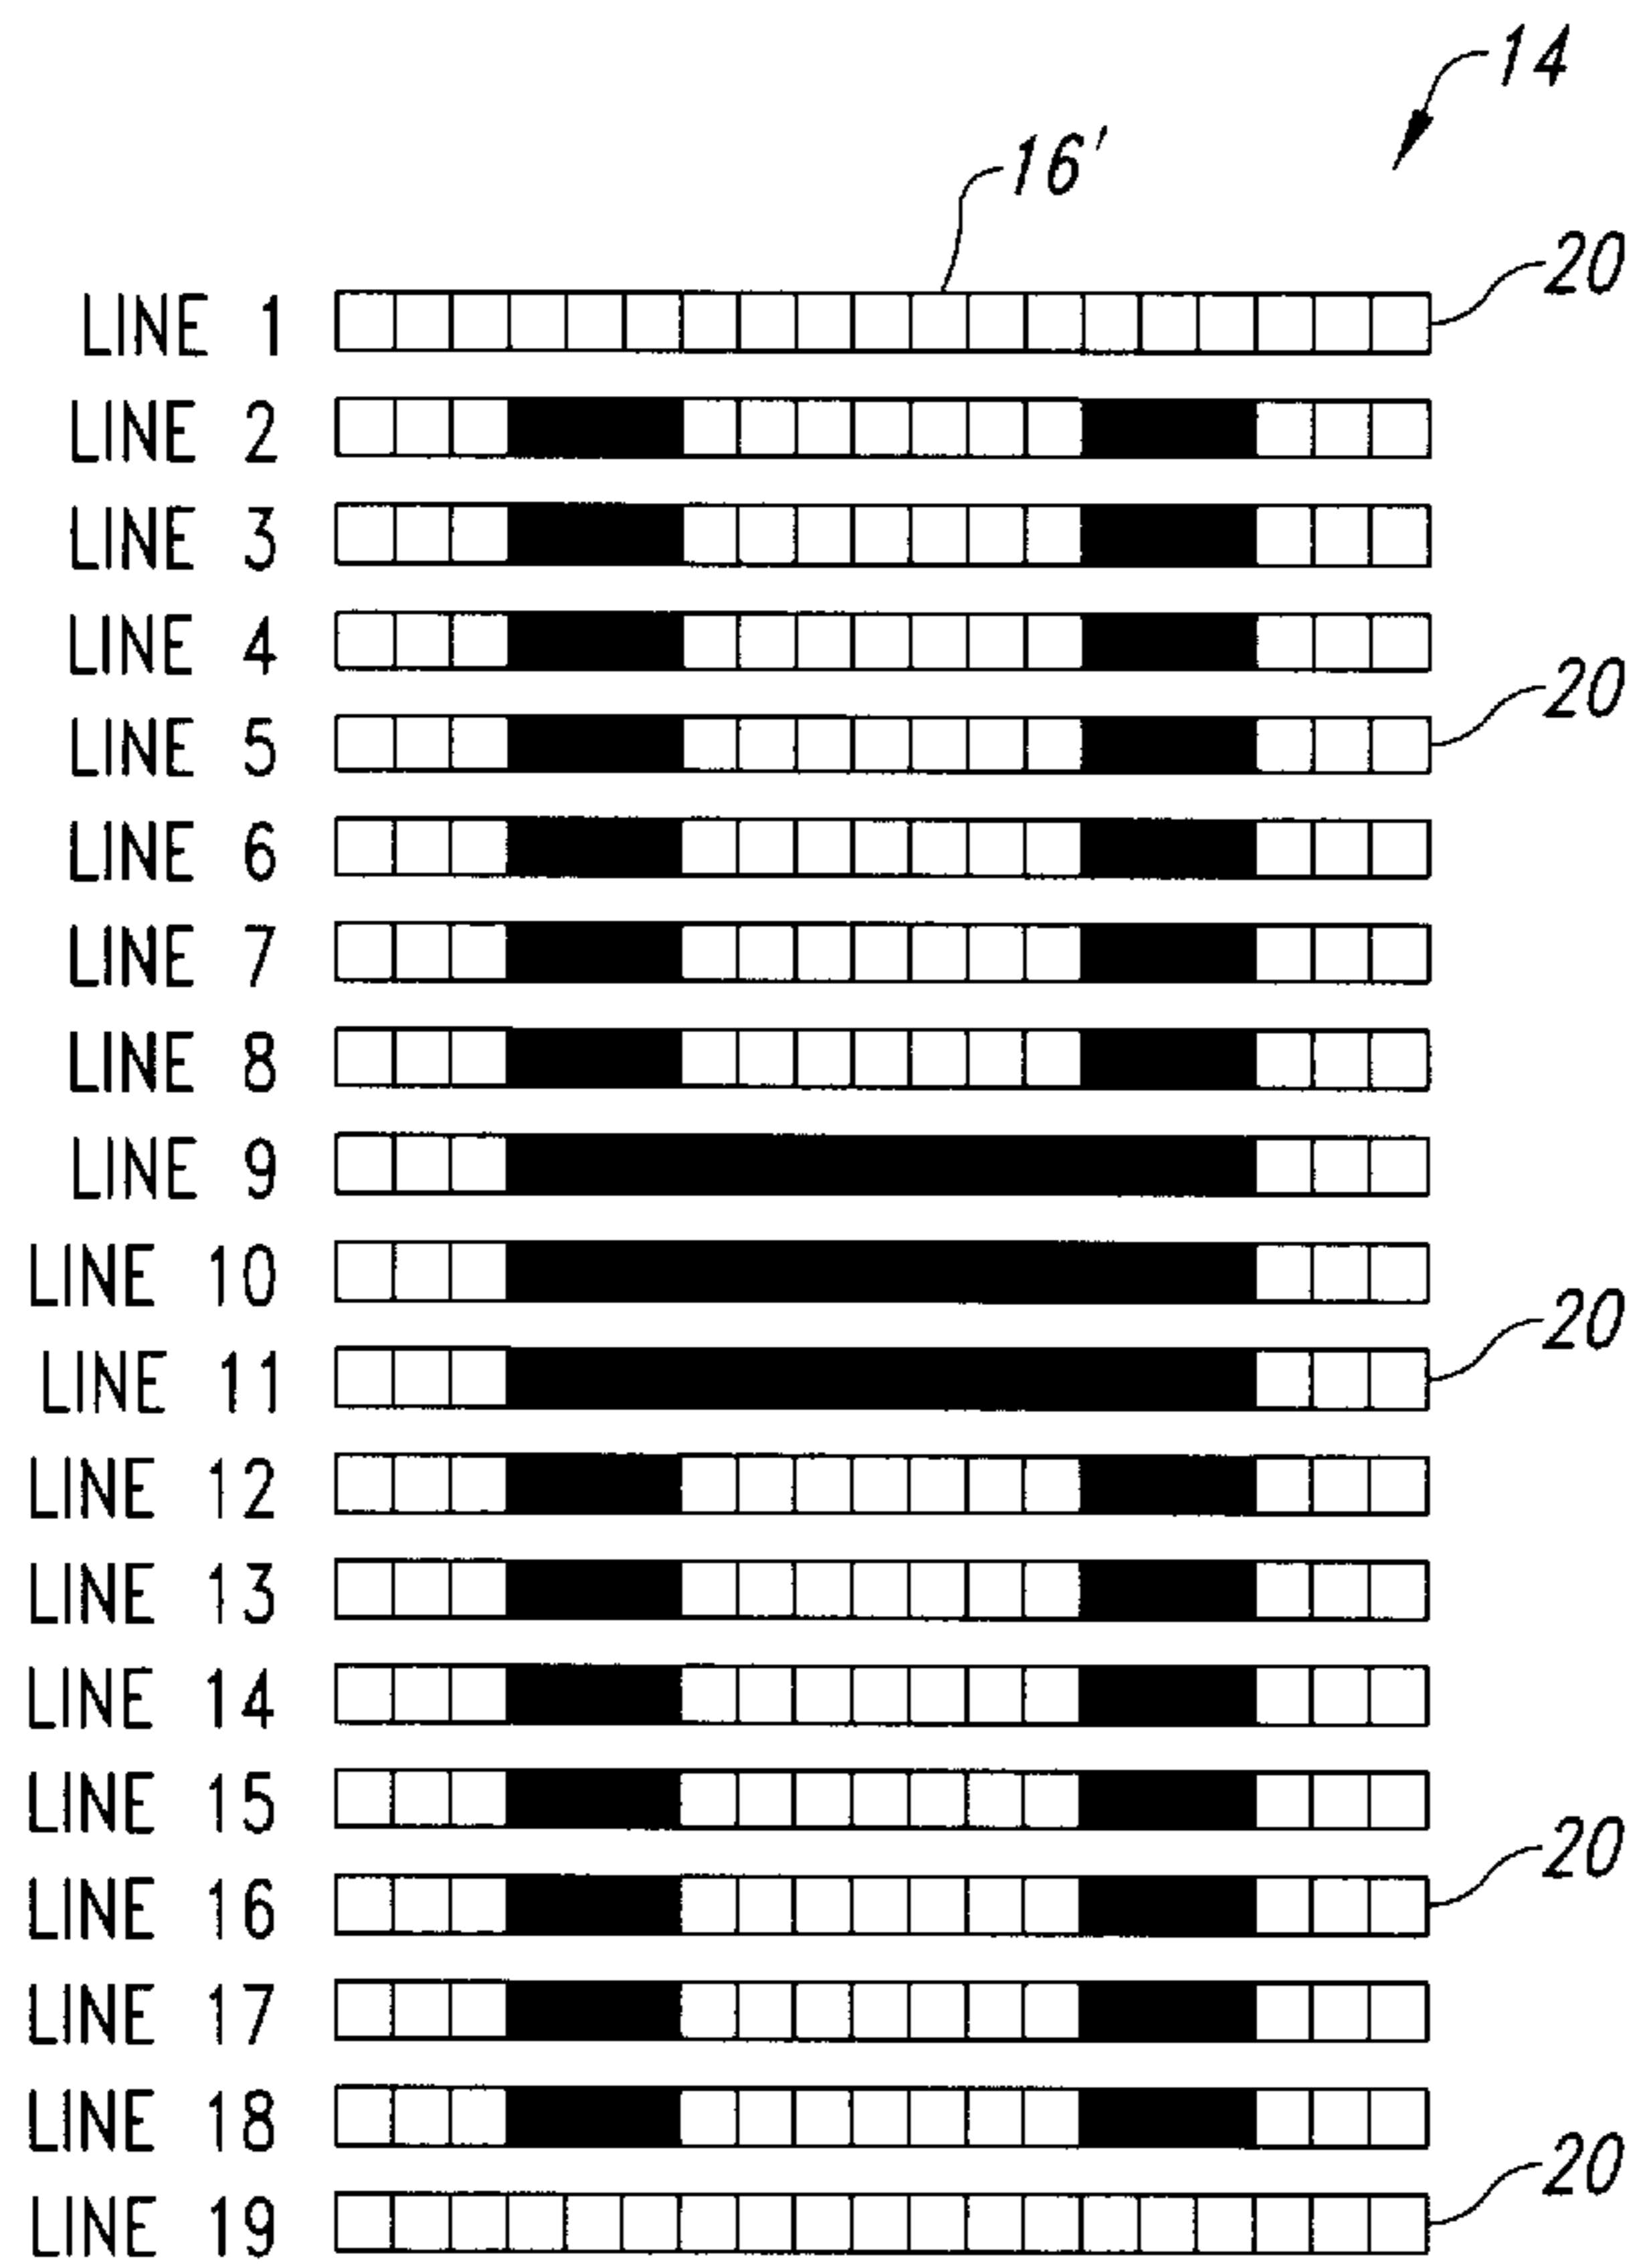 14
16'
LINE 1 20
LINE 2
LINE 3
LINE 4
LINE 5 20
LINE 6
LINE 7
LINE 8
LINE 9
LINE 10
LINE 11 20
LINE 12
LINE 13
LINE 14
LINE 15
LINE 16 20
LINE 17
LINE 18
LINE 19 20